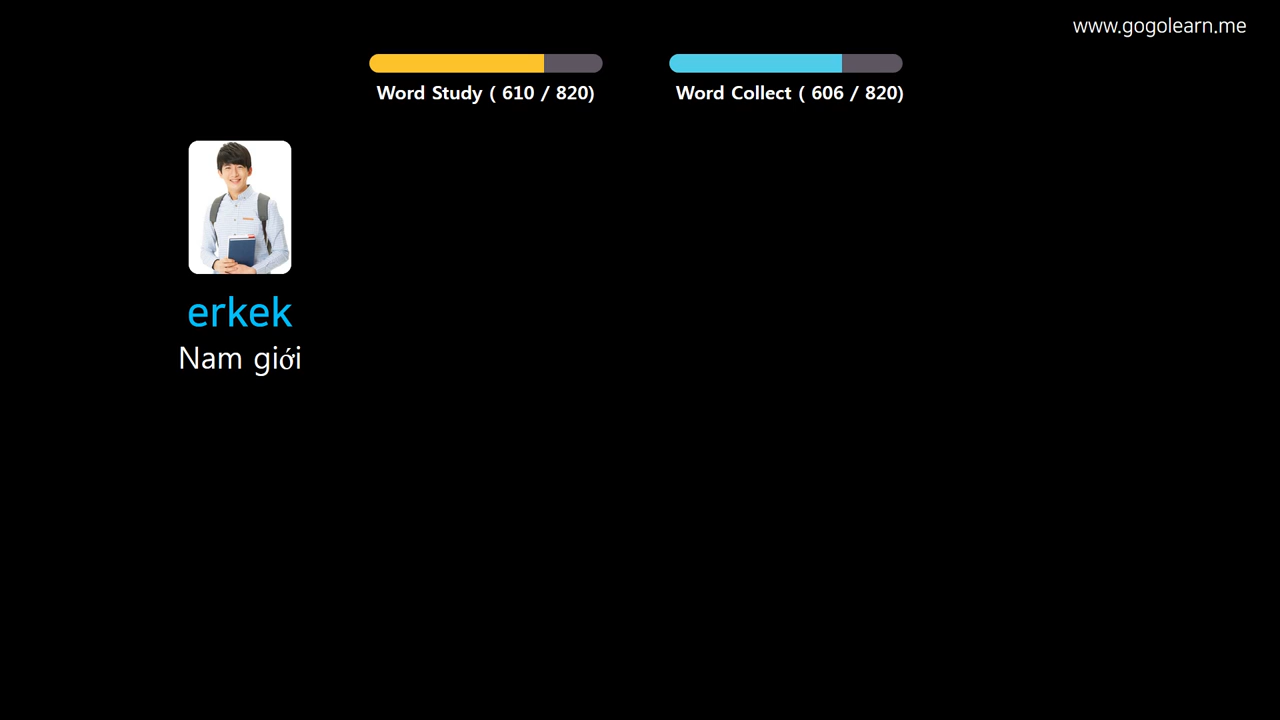 www.gogolearn.me
Word Study ( 610 / 820)
Word Collect ( 606 / 820)
erkek
Nam giới